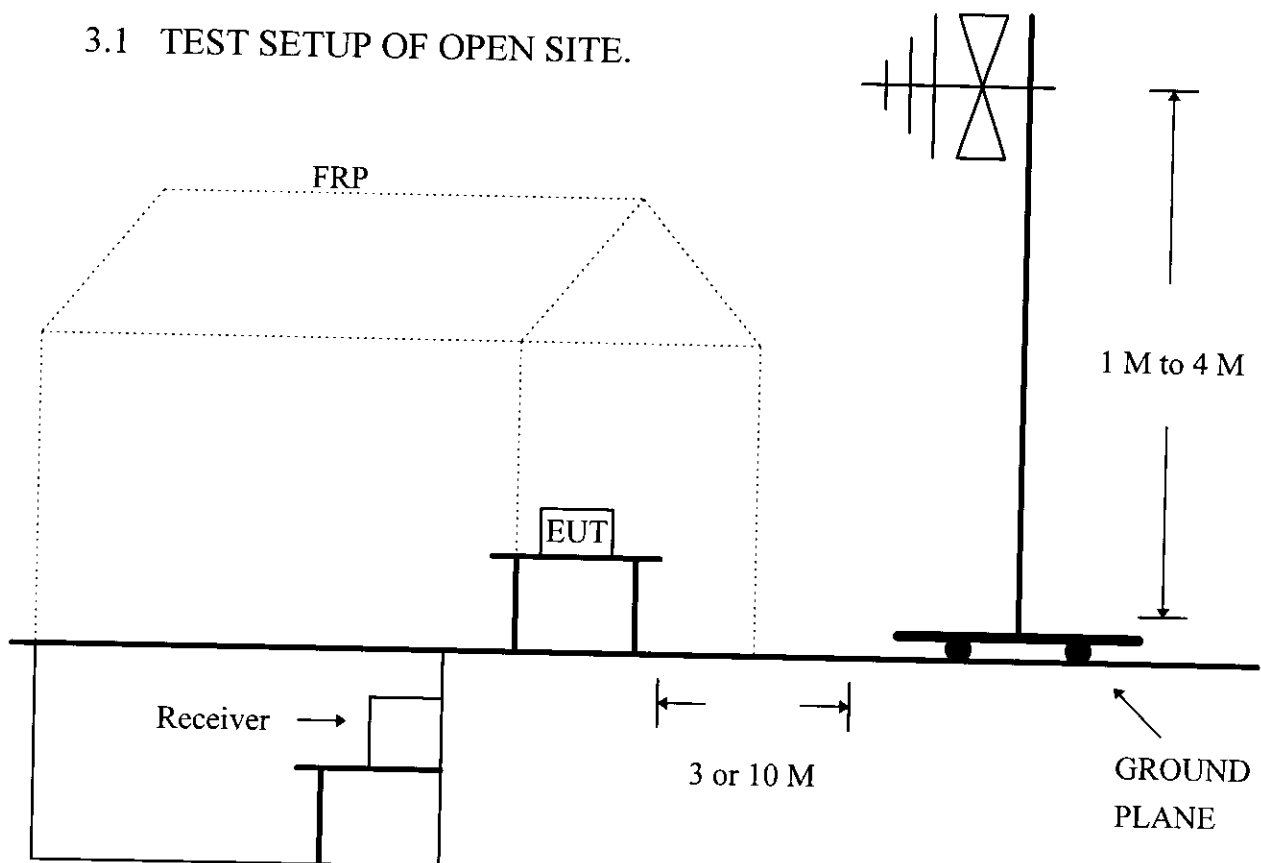 3.1 TEST SETUP OF OPEN SITE.
FRP
1 M to 4 M
EUT
Receiver
3 or 10 M
GROUND
PLANE